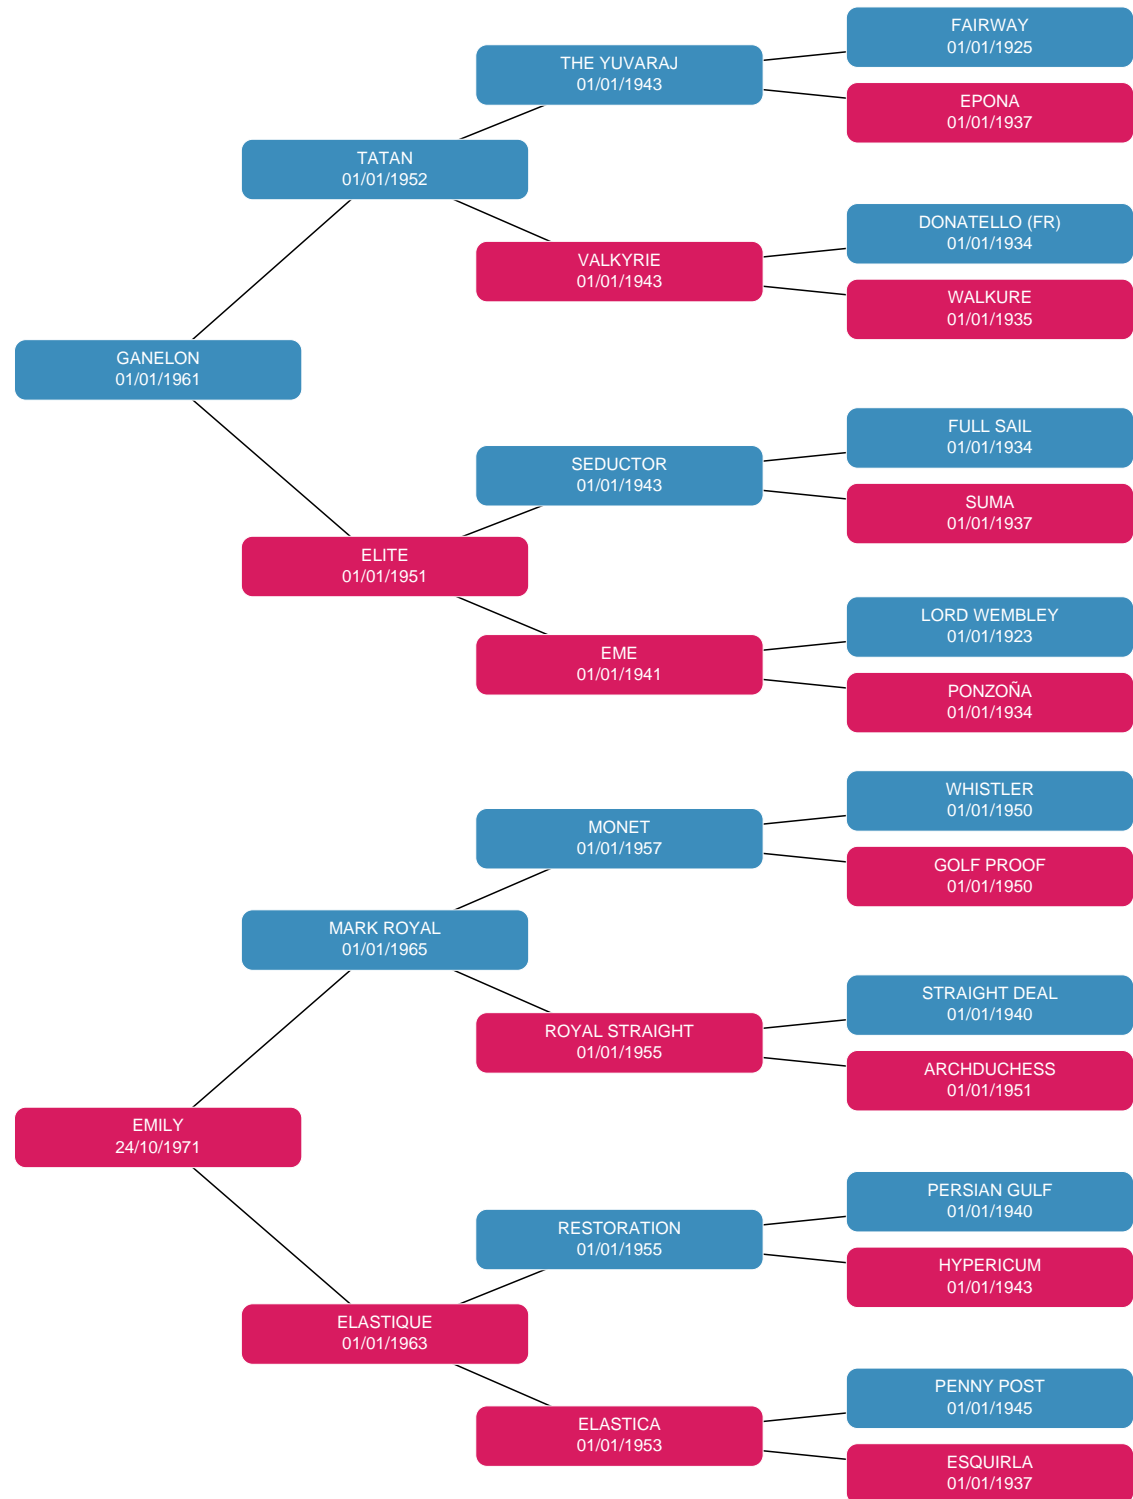 FAIRWAY
01/01/1925
THE YUVARAJ
01/01/1943
EPONA
01/01/1937
TATAN
01/01/1952
DONATELLO (FR)
01/01/1934
VALKYRIE
01/01/1943
WALKURE
01/01/1935
GANELON
01/01/1961
FULL SAIL
01/01/1934
SEDUCTOR
01/01/1943
SUMA
01/01/1937
ELITE
01/01/1951
LORD WEMBLEY
01/01/1923
EME
01/01/1941
PONZOÑA
01/01/1934
WHISTLER
01/01/1950
MONET
01/01/1957
GOLF PROOF
01/01/1950
MARK ROYAL
01/01/1965
STRAIGHT DEAL
01/01/1940
ROYAL STRAIGHT
01/01/1955
ARCHDUCHESS
01/01/1951
EMILY
24/10/1971
PERSIAN GULF
01/01/1940
RESTORATION
01/01/1955
HYPERICUM
01/01/1943
ELASTIQUE
01/01/1963
PENNY POST
01/01/1945
ELASTICA
01/01/1953
ESQUIRLA
01/01/1937